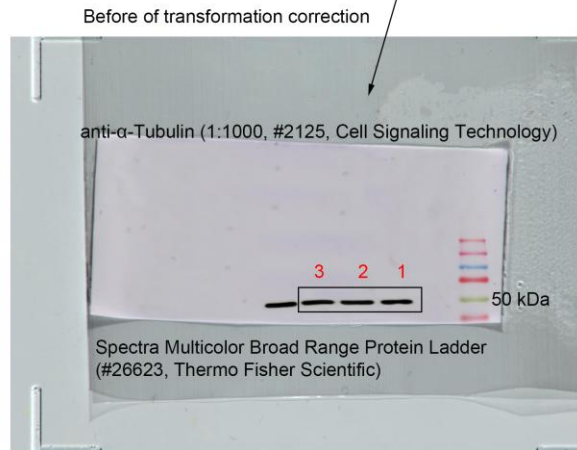 Before of transformation correction
anti-α-Tubulin (1:1000, #2125, Cell Signaling Technology)
3 2 1
50 kDa
Spectra Multicolor Broad Range Protein Ladder
(#26623, Thermo Fisher Scientific)